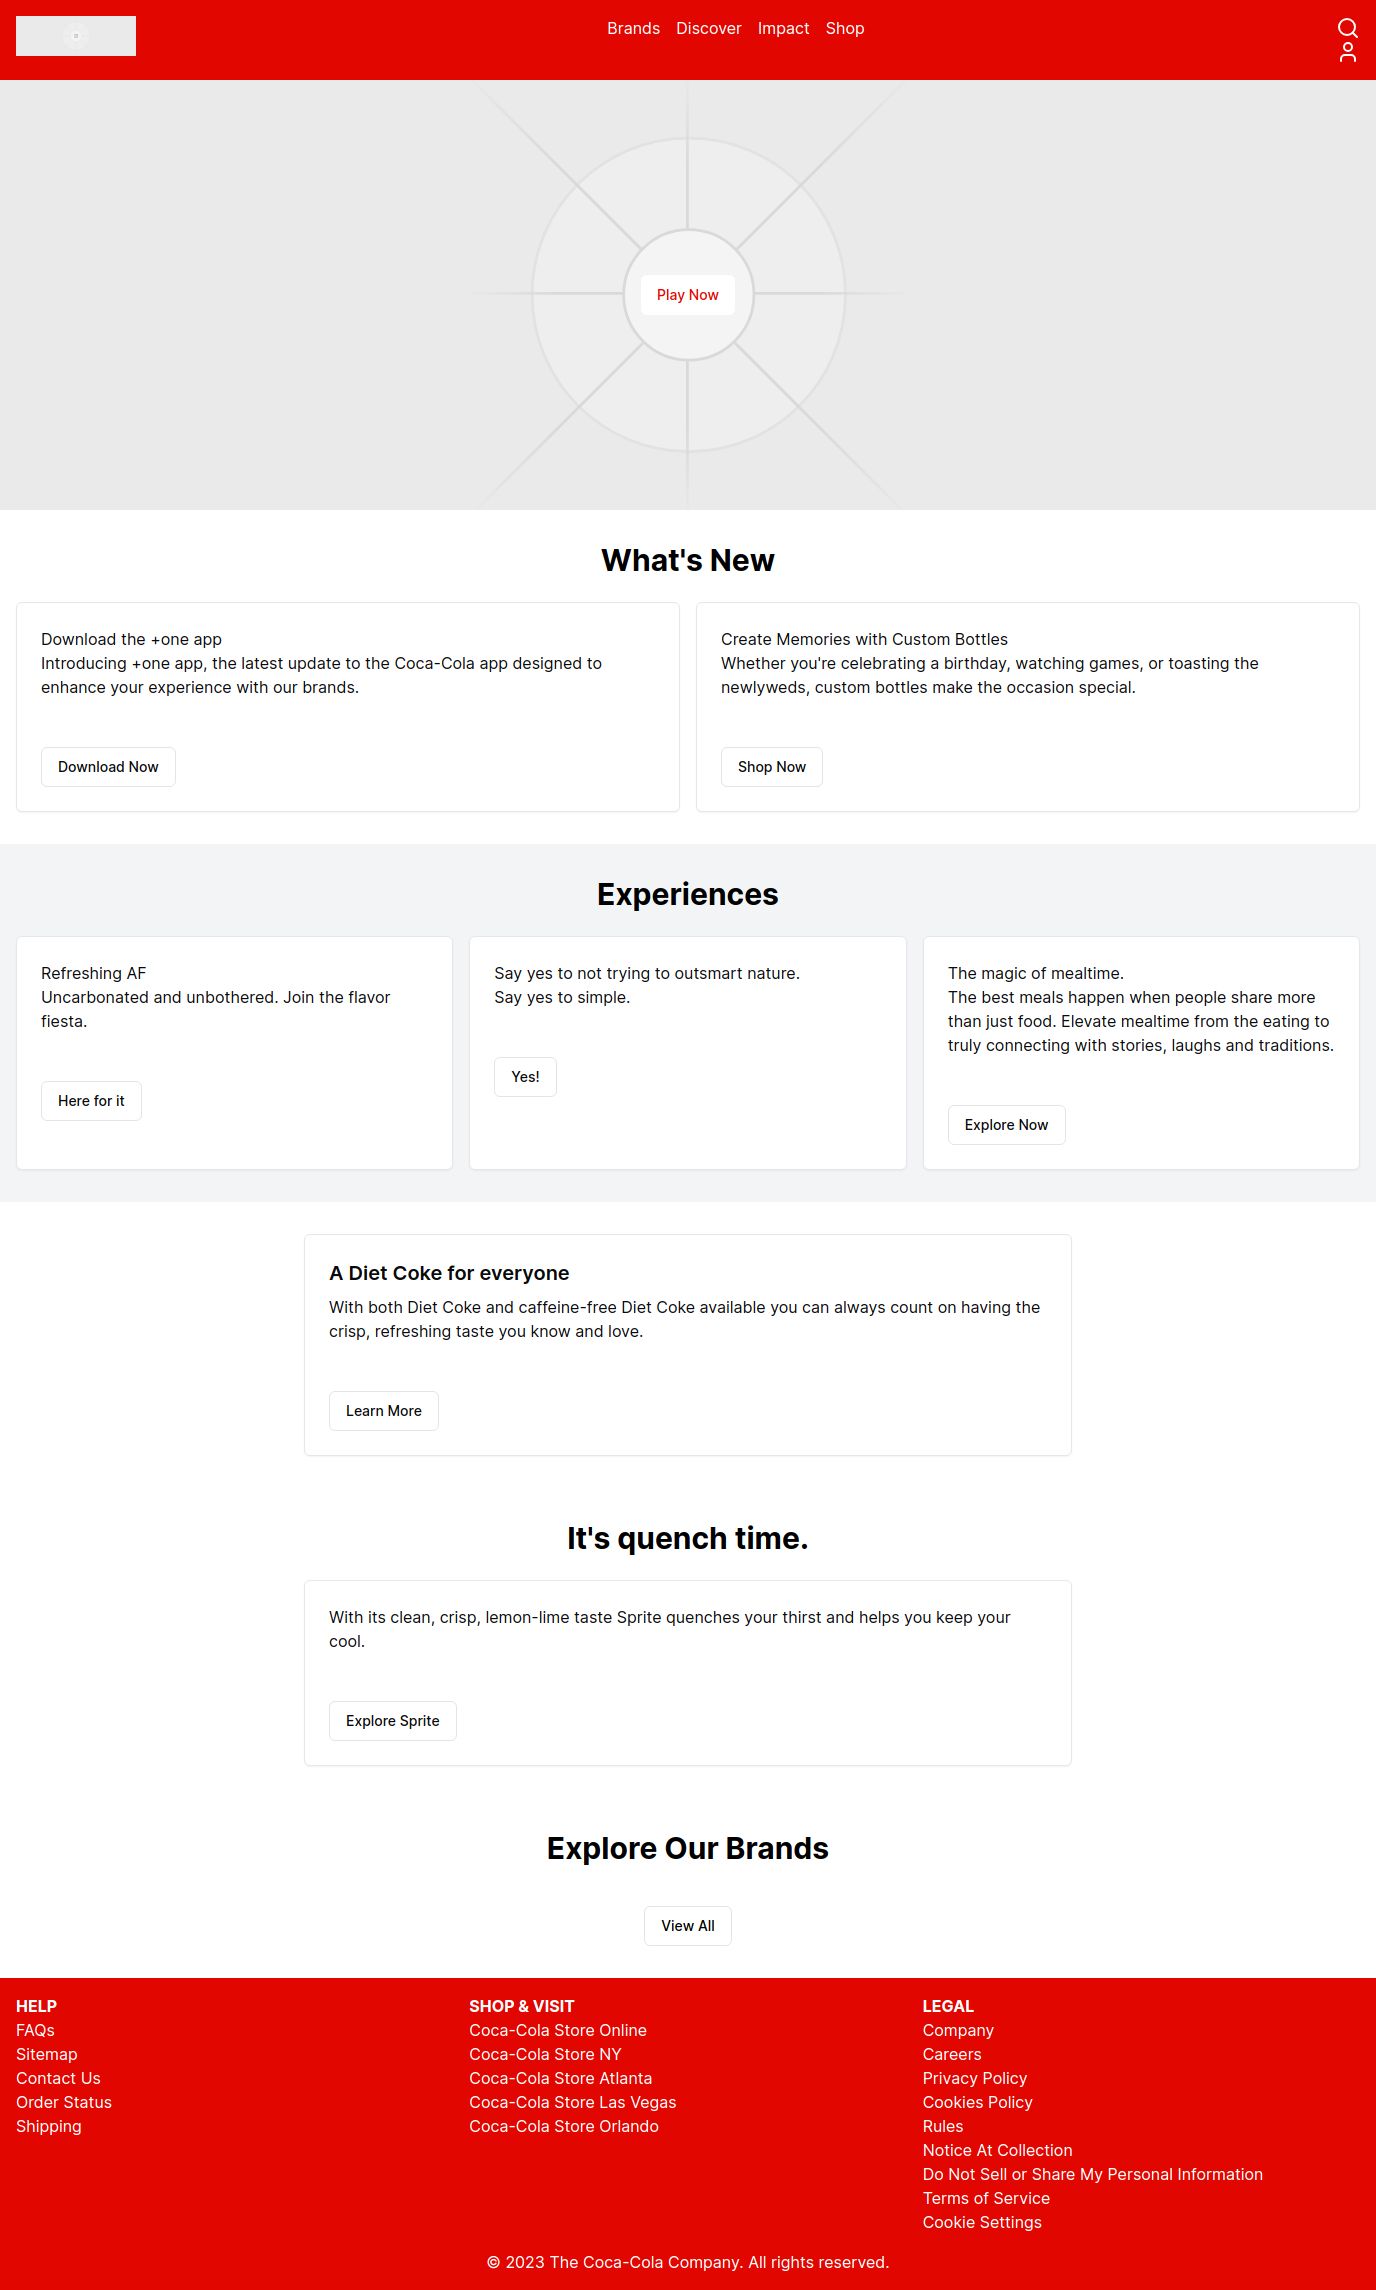 Brands Discover Impact Shop
Play Now
What's New
Download the +one app
Introducing +one app, the latest update to the Coca-Cola app designed to
enhance your experience with our brands.
Download Now
Create Memories with Custom Bottles
Whether you're celebrating a birthday, watching games, or toasting the
newlyweds, custom bottles make the occasion special.
Shop Now
Experiences
Refreshing AF
Uncarbonated and unbothered. Join the flavor
fiesta.
Here for it
Say yes to not trying to outsmart nature.
Say yes to simple.
Yes!
The magic of mealtime.
The best meals happen when people share more
than just food. Elevate mealtime from the eating to
truly connecting with stories, laughs and traditions.
Explore Now
A Diet Coke for everyone
With both Diet Coke and caffeine-free Diet Coke available you can always count on having the
crisp, refreshing taste you know and love.
Learn More
It's quench time.
With its clean, crisp, lemon-lime taste Sprite quenches your thirst and helps you keep your
cool.
Explore Sprite
Explore Our Brands
View All
HELP
FAQs
Sitemap
Contact Us
Order Status
Shipping
SHOP & VISIT
Coca-Cola Store Online
Coca-Cola Store NY
Coca-Cola Store Atlanta
Coca-Cola Store Las Vegas
Coca-Cola Store Orlando
LEGAL
Company
Careers
Privacy Policy
Cookies Policy
Rules
Notice At Collection
Do Not Sell or Share My Personal Information
Terms of Service
Cookie Settings
© 2023 The Coca-Cola Company. All rights reserved.